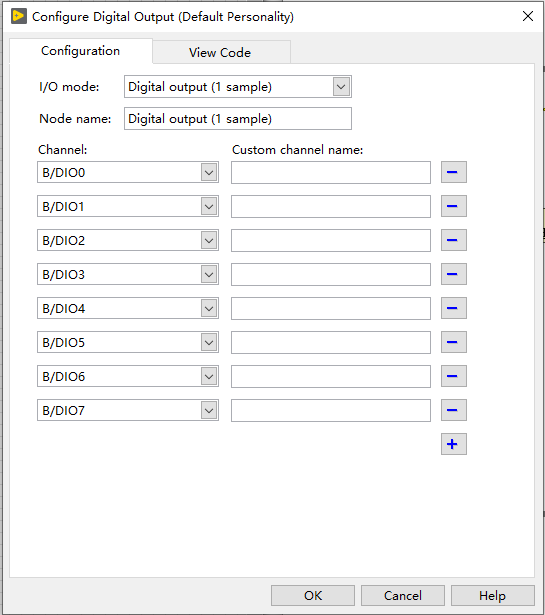 Configure Digital Output (Default Personality)
Configuration View Code
I/O mode: Digital output (1 sample)
Node name: Digital output (1 sample)
Channel: Custom channel name:
B/DIO0
B/DIO1
B/DIO2
B/DIO3
B/DIO4
B/DIO5
B/DIO6
B/DIO7
OK Cancel Help